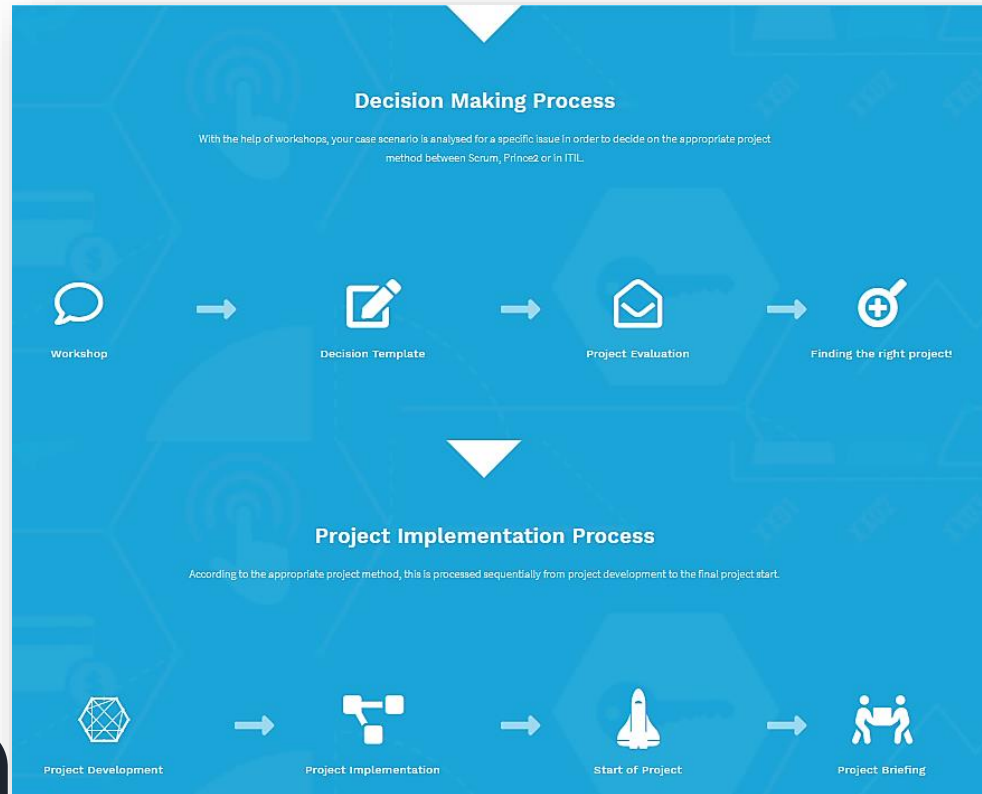 Decision Making Process
With the help of workshops, your case scenario is analysed for a specific issue in order to decide on the appropriate project
method between Scrum, Prince2 or in ITIL.
Workshop
Decision Template
Project Evaluation
Finding the right project!
Project Implementation Process
According to the appropriate project method, this is processed sequentially from project development to the final project start.
Project Development
Project Implementation
Start of Project
Project Briefing